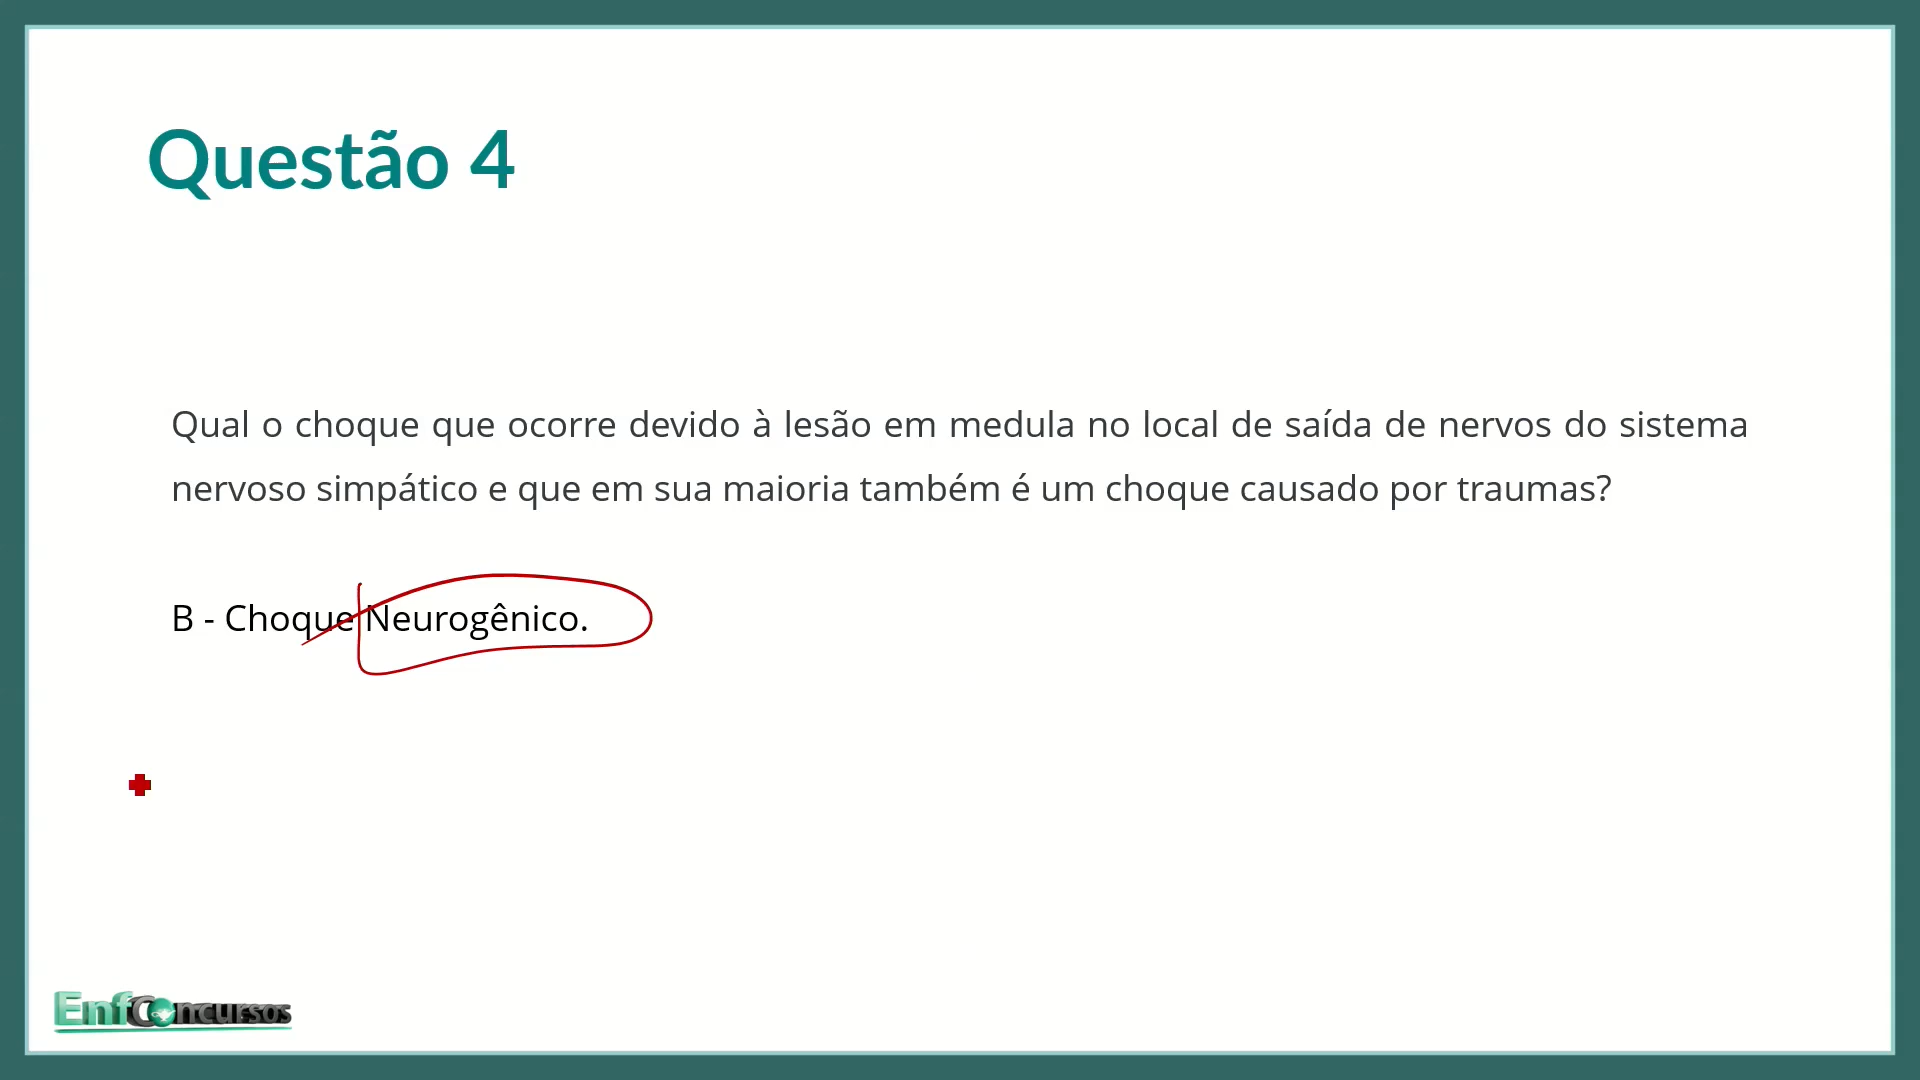 Questão 4
Qual o choque que ocorre devido à lesão em medula no local de saída de nervos do sistema
nervoso simpático e que em sua maioria também é um choque causado por traumas?
B - Choque Neurogênico.
EnfConcursos